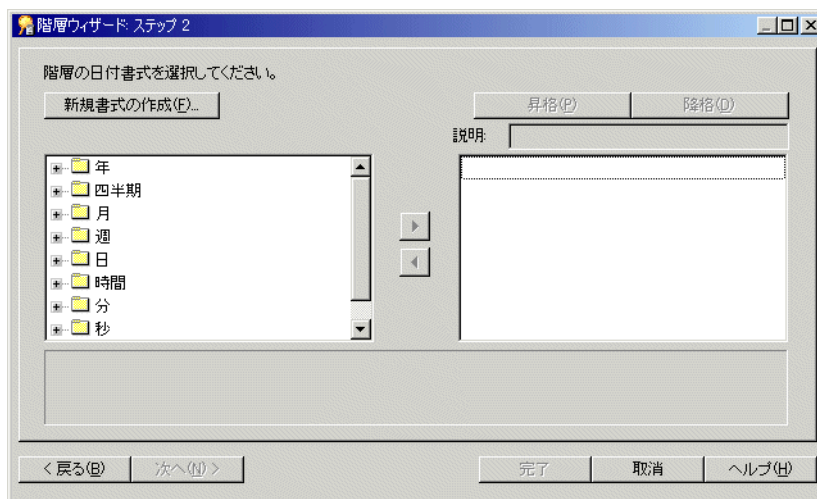 階層ウィザード: ステップ 2
階層の日付書式を選択してください。
新規書式の作成(F)...
昇格(P)
降格(D)
説明:
年
四半期
月
週
日
時間
分
秒
< 戻る(B)
次へ(N) >
完了
取消
ヘルプ(H)